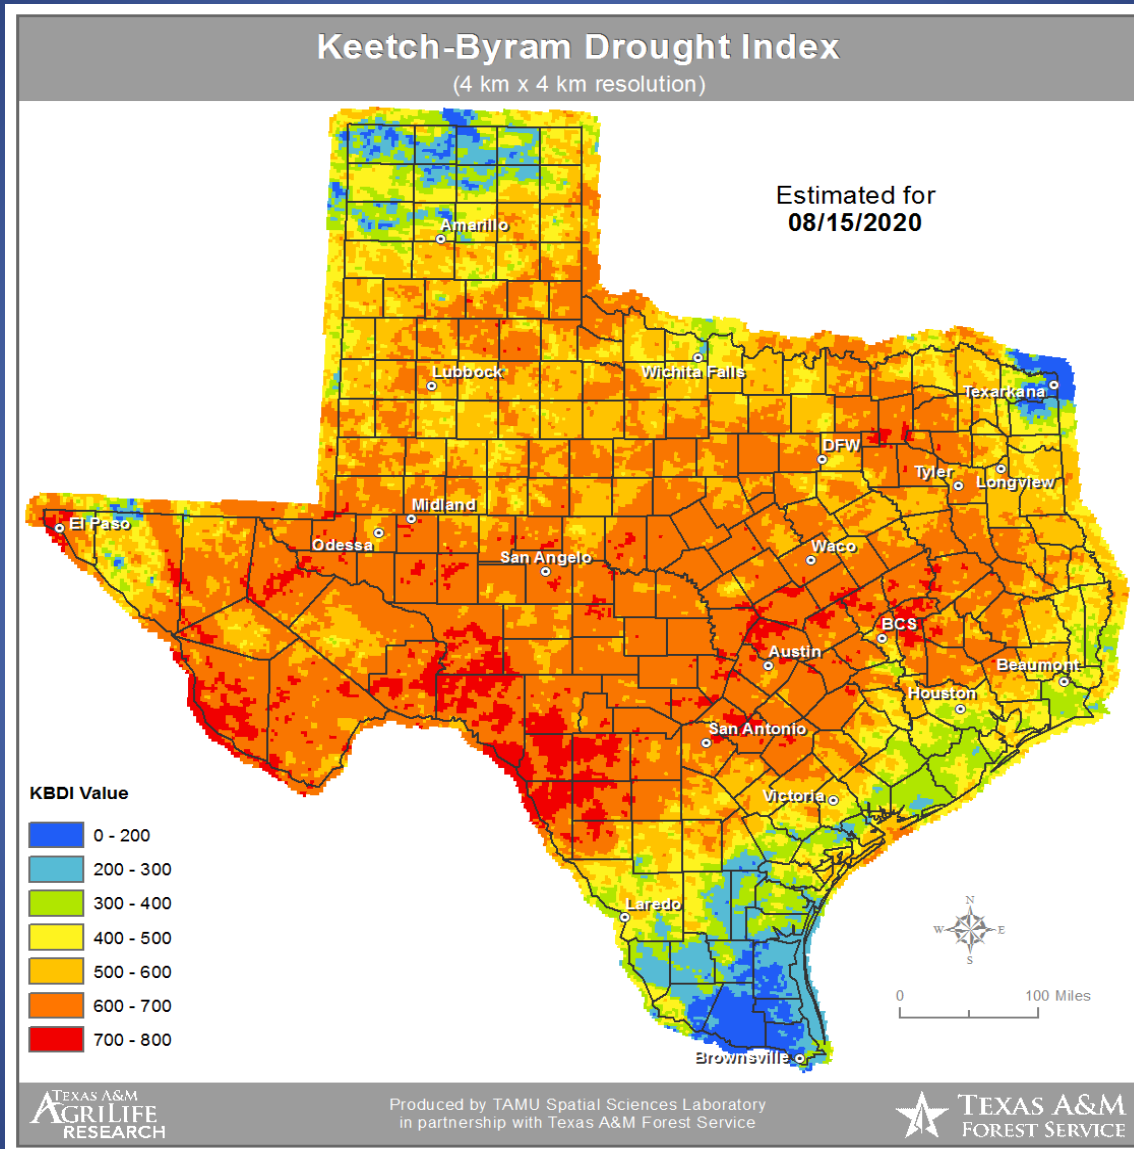 Keetch-Byram Drought Index
(4 km x 4 km resolution)
Estimated for
08/15/2020
Amarillo
Lubbock
Wichita Falls
Texarkana
DFW
Tyler
Longview
Midland
El Paso
Odessa
San Angelo
Waco
BCS
Austin
Beaumont
Houston
San Antonio
Victoria
Laredo
Brownsville
KBDI Value
0 - 200
200 - 300
300 - 400
400 - 500
500 - 600
600 - 700
700 - 800
N
W E
S
0 100 Miles
TEXAS A&M
AGRILIFE
RESEARCH
Produced by TAMU Spatial Sciences Laboratory
in partnership with Texas A&M Forest Service
TEXAS A&M
FOREST SERVICE